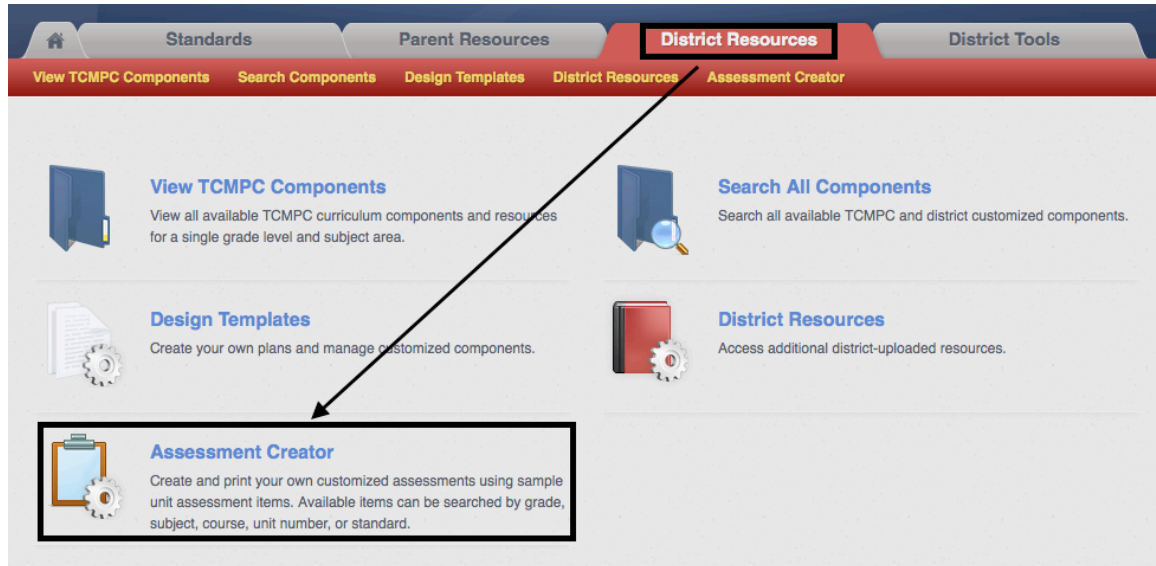 Standards Parent Resources District Resources District Tools
View TCMPC Components Search Components Design Templates District Resources Assessment Creator
View TCMPC Components
View all available TCMPC curriculum components and resources
for a single grade level and subject area.
Search All Components
Search all available TCMPC and district customized components.
Design Templates
Create your own plans and manage customized components.
District Resources
Access additional district-uploaded resources.
Assessment Creator
Create and print your own customized assessments using sample
unit assessment items. Available items can be searched by grade,
subject, course, unit number, or standard.